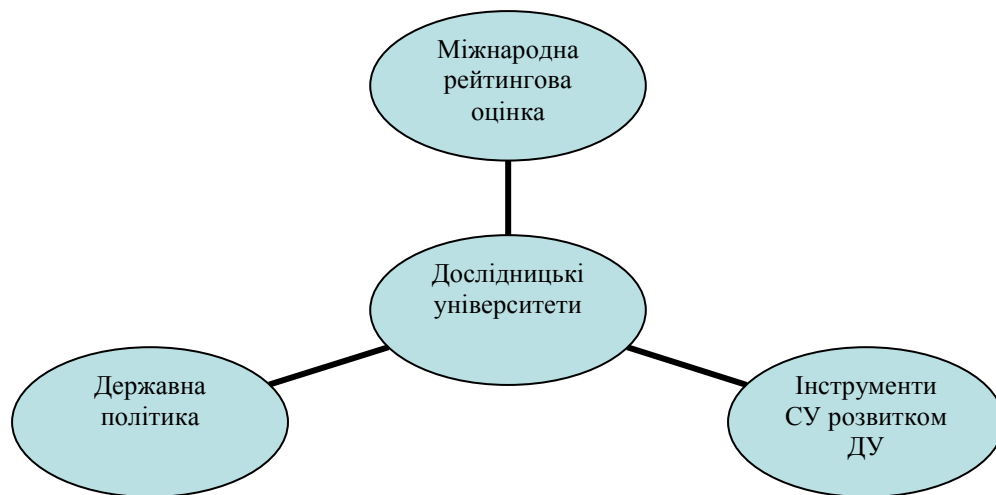 Міжнародна
рейтингова
оцінка
Дослідницькі
університети
Державна
політика
Інструменти
СУ розвитком
ДУ